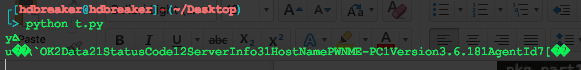 [hdbreaker@hdbreaker] (~/Desktop)
> python t.py
y
u��\`OK2Data21StatusCode12ServerInfo31HostNamePWNME-PC1Version3.6.181AgentId7[���